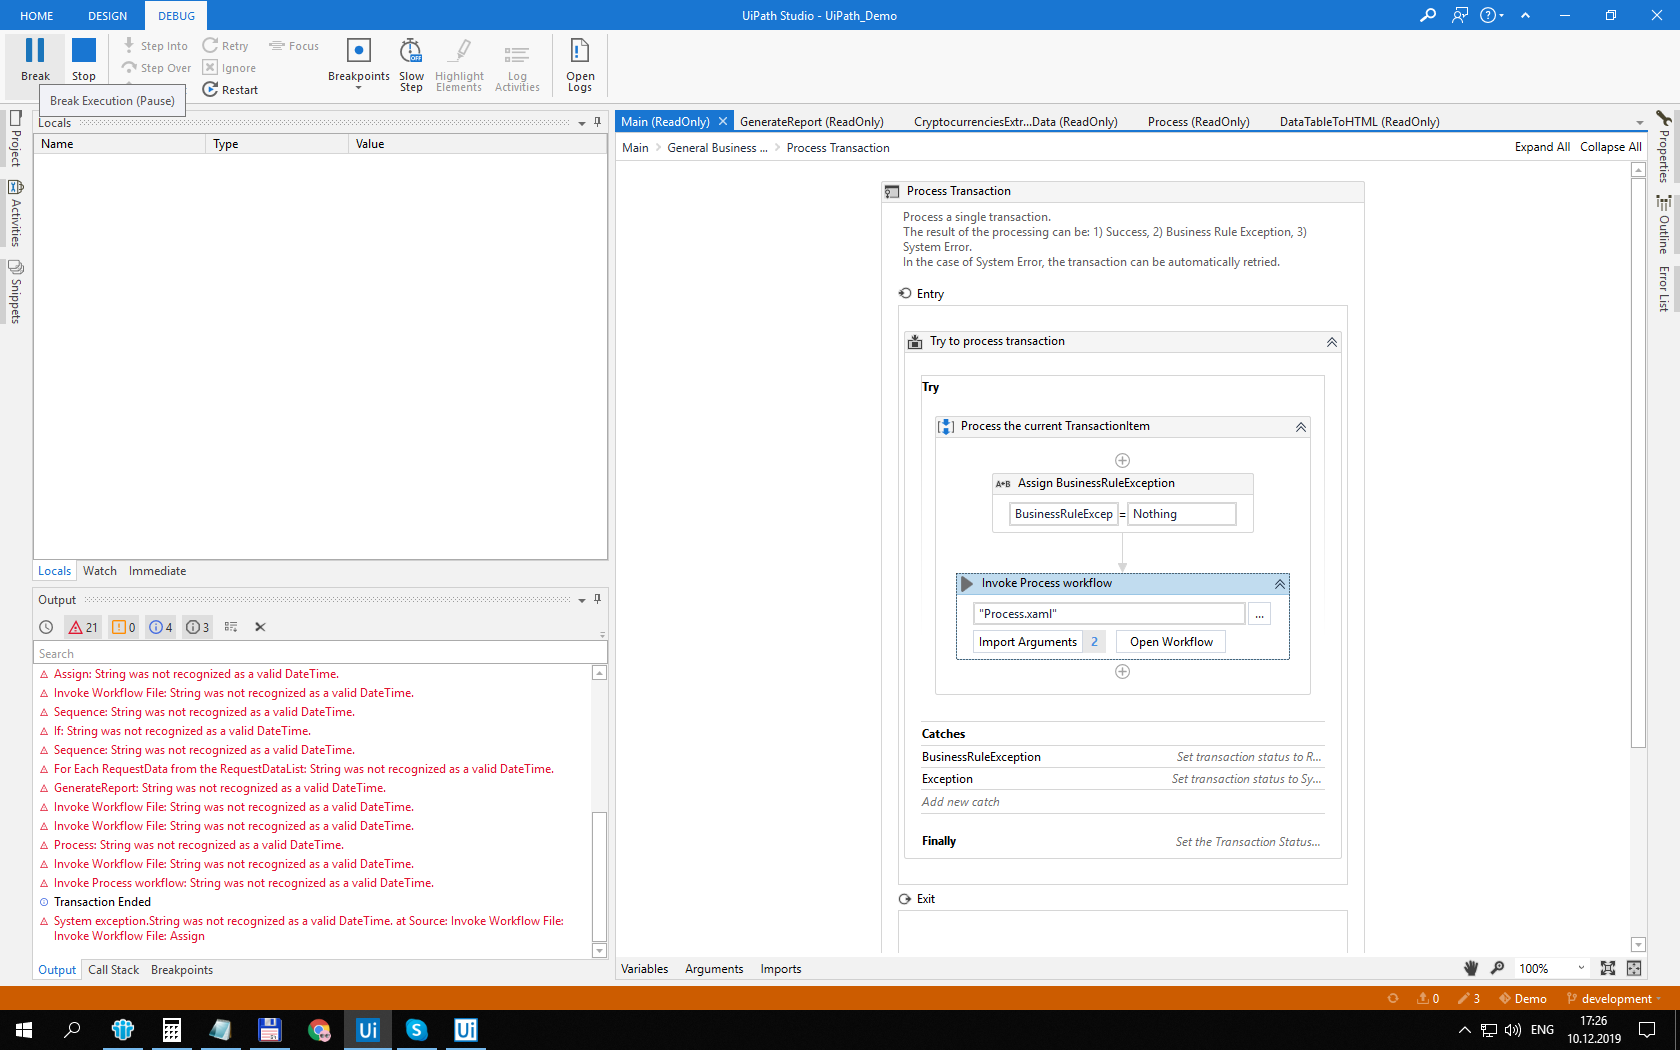 HOME DESIGN DEBUG
UiPath Studio - UiPath_Demo
Break
Stop
Step Into
Step Over
Retry
Ignore
Restart
Focus
Breakpoints
Slow
Step
OFF
Highlight
Elements
Log
Activities
Open
Logs
Break Execution (Pause)
Project
Activities
Snippets
Locals
Name Type Value
Locals Watch Immediate
Output
21 0 4 3
Search
Assign: String was not recognized as a valid DateTime.
Invoke Workflow File: String was not recognized as a valid DateTime.
Sequence: String was not recognized as a valid DateTime.
If: String was not recognized as a valid DateTime.
Sequence: String was not recognized as a valid DateTime.
For Each RequestData from the RequestDataList: String was not recognized as a valid DateTime.
GenerateReport: String was not recognized as a valid DateTime.
Invoke Workflow File: String was not recognized as a valid DateTime.
Invoke Workflow File: String was not recognized as a valid DateTime.
Process: String was not recognized as a valid DateTime.
Invoke Workflow File: String was not recognized as a valid DateTime.
Invoke Process workflow: String was not recognized as a valid DateTime.
Transaction Ended
System exception.String was not recognized as a valid DateTime. at Source: Invoke Workflow File:
Invoke Workflow File: Assign
Output Call Stack Breakpoints
Main (ReadOnly) GenerateReport (ReadOnly) CryptocurrenciesExtr...Data (ReadOnly) Process (ReadOnly) DataTableToHTML (ReadOnly)
Main > General Business ... > Process Transaction
Expand All Collapse All
Process Transaction
Process a single transaction.
The result of the processing can be: 1) Success, 2) Business Rule Exception, 3)
System Error.
In the case of System Error, the transaction can be automatically retried.
Entry
Try to process transaction
Try
Process the current TransactionItem
A+B Assign BusinessRuleException
BusinessRuleExcep = Nothing
Invoke Process workflow
"Process.xaml" ...
Import Arguments 2 Open Workflow
Catches
BusinessRuleException Set transaction status to R...
Exception Set transaction status to Sy...
Add new catch
Finally Set the Transaction Status...
Exit
Variables Arguments Imports
100%
Properties
Outline
Error List
0 3 Demo development
Ui S Ui
ENG
17:26
10.12.2019